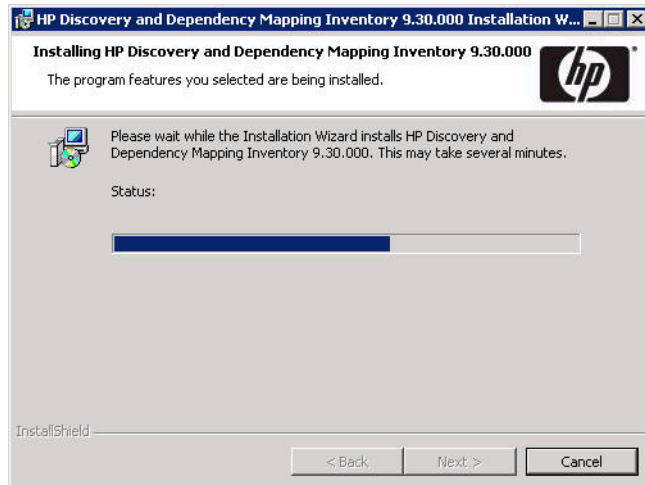 HP Discovery and Dependency Mapping Inventory 9.30.000 Installation W...
Installing HP Discovery and Dependency Mapping Inventory 9.30.000
The program features you selected are being installed.
hp
Please wait while the Installation Wizard installs HP Discovery and
Dependency Mapping Inventory 9.30.000. This may take several minutes.
Status:
InstallShield
< Back
Next >
Cancel